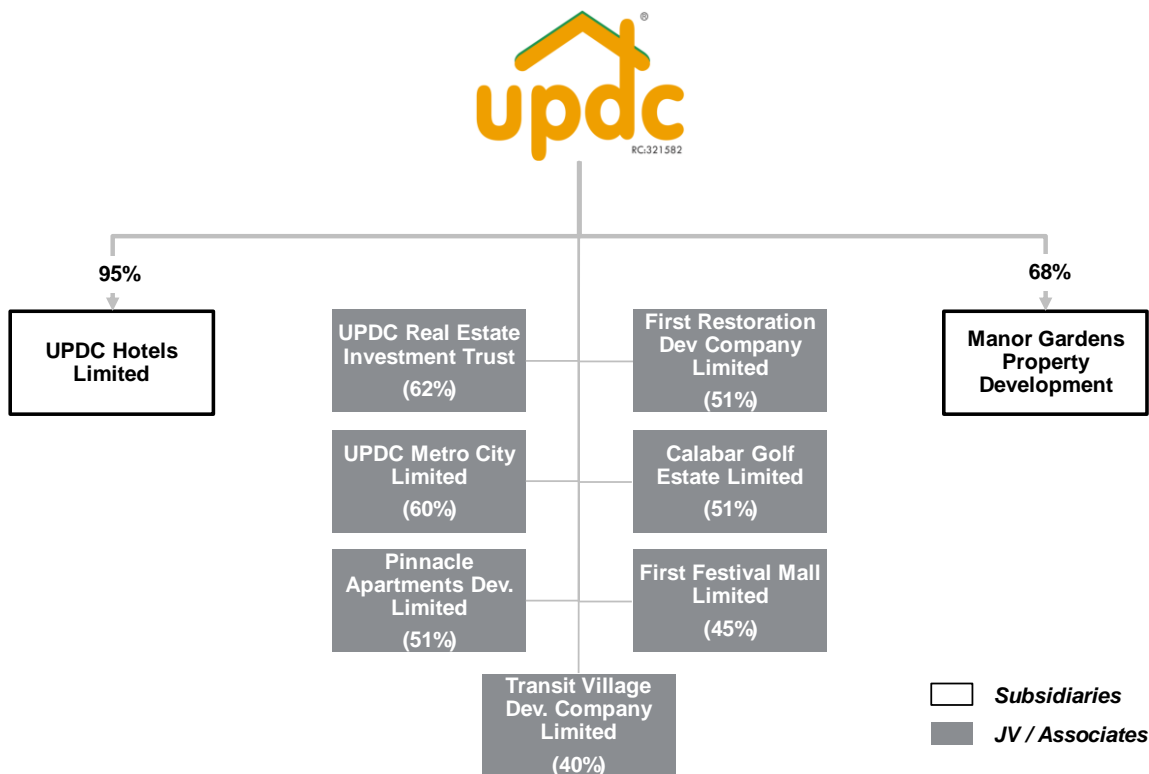 updc
®
RC:321582
95%
68%
UPDC Hotels
Limited
UPDC Real Estate
Investment Trust
(62%)
First Restoration
Dev Company
Limited
(51%)
Manor Gardens
Property
Development
UPDC Metro City
Limited
(60%)
Calabar Golf
Estate Limited
(51%)
Pinnacle
Apartments Dev.
Limited
(51%)
First Festival Mall
Limited
(45%)
Transit Village
Dev. Company
Limited
(40%)
Subsidiaries
JV / Associates